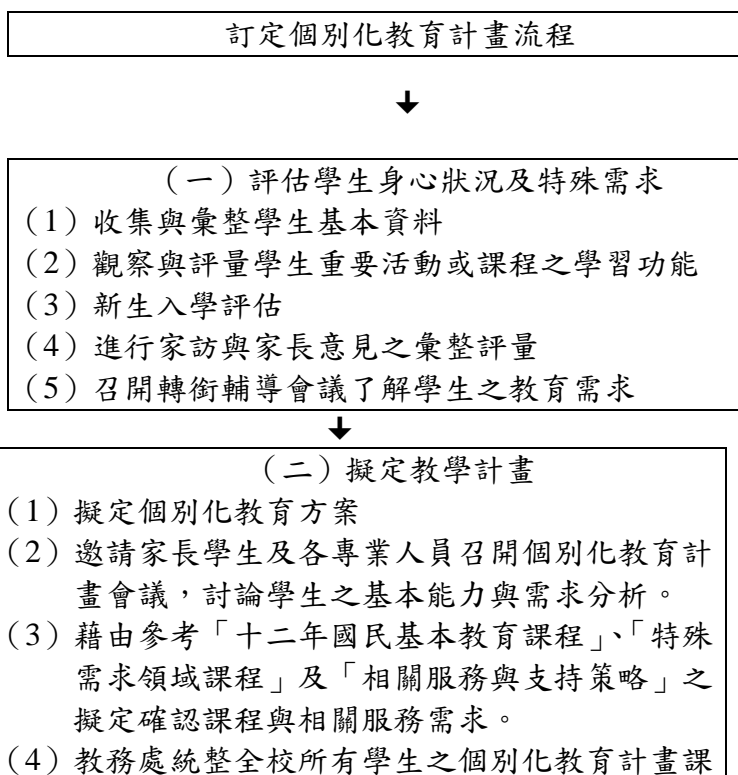 訂定個別化教育計畫流程
（一）評估學生身心狀況及特殊需求
（1）收集與彙整學生基本資料
（2）觀察與評量學生重要活動或課程之學習功能
（3）新生入學評估
（4）進行家訪與家長意見之彙整評量
（5）召開轉銜輔導會議了解學生之教育需求
（二）擬定教學計畫
（1）擬定個別化教育方案
（2）邀請家長學生及各專業人員召開個別化教育計
畫會議，討論學生之基本能力與需求分析。
（3）藉由參考「十二年國民基本教育課程」、「特殊
需求領域課程」及「相關服務與支持策略」之
擬定確認課程與相關服務需求。
（4）教務處統整全校所有學生之個別化教育計畫課